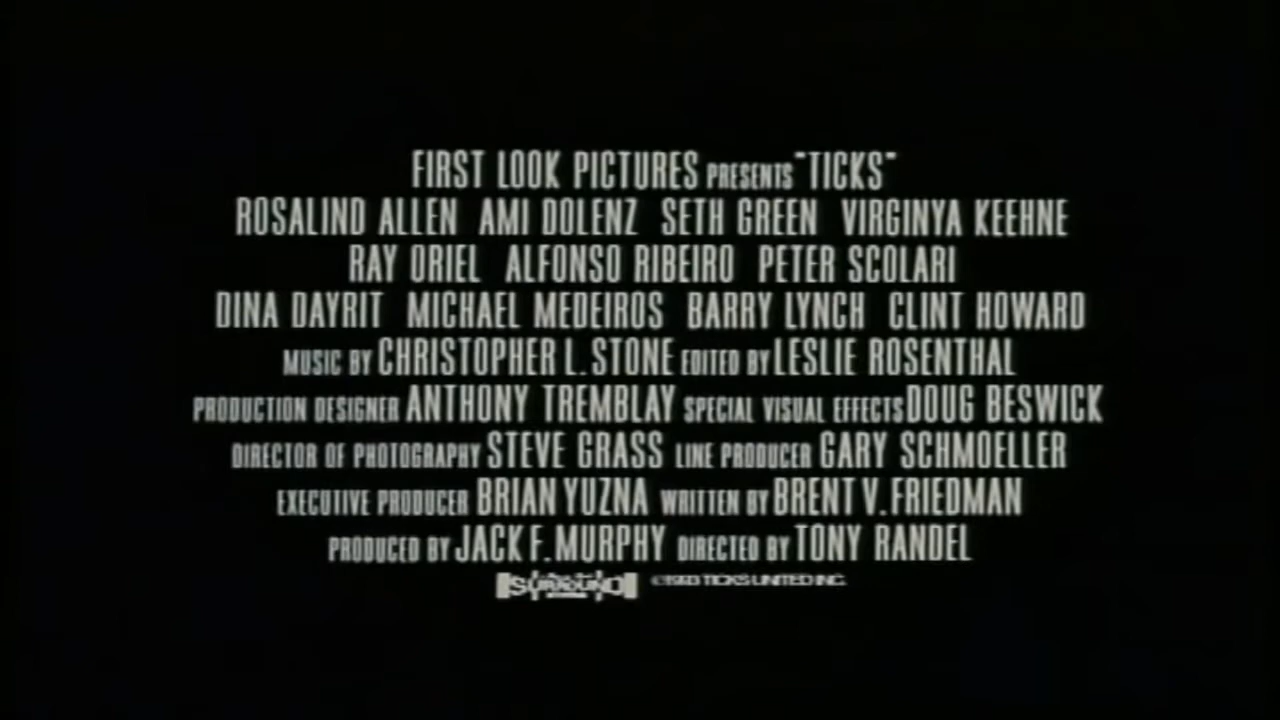 FIRST LOOK PICTURES PRESENTS "TICKS"
ROSALIND ALLEN AMI DOLENZ SETH GREEN VIRGINYA KEEHNE
RAY ORIEL ALFONSO RIBEIRO PETER SCOLARI
DINA DAYRIT MICHAEL MEDEIROS BARRY LYNCH CLINT HOWARD
MUSIC BY CHRISTOPHER L. STONE EDITED BY LESLIE ROSENTHAL
PRODUCTION DESIGNER ANTHONY TREMBLAY SPECIAL VISUAL EFFECTS DOUG BESWICK
DIRECTOR OF PHOTOGRAPHY STEVE GRASS LINE PRODUCER GARY SCHMOELLER
EXECUTIVE PRODUCER BRIAN YUZNA WRITTEN BY BRENT V. FRIEDMAN
PRODUCED BY JACK F. MURPHY DIRECTED BY TONY RANDEL
SURROUND ©1993 TICKS UNITED INC.